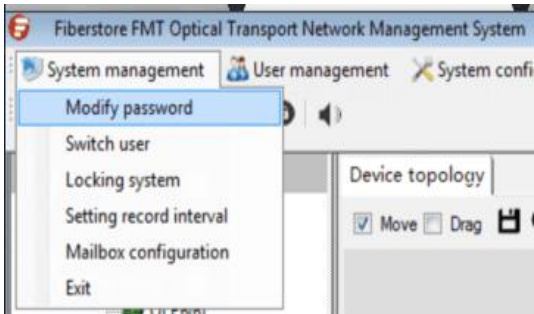 Fiberstore FMT Optical Transport Network Management System
System management User management System confi
Modify password
Switch user
Locking system
Setting record interval
Mailbox configuration
Exit
Device topology
Move Drag